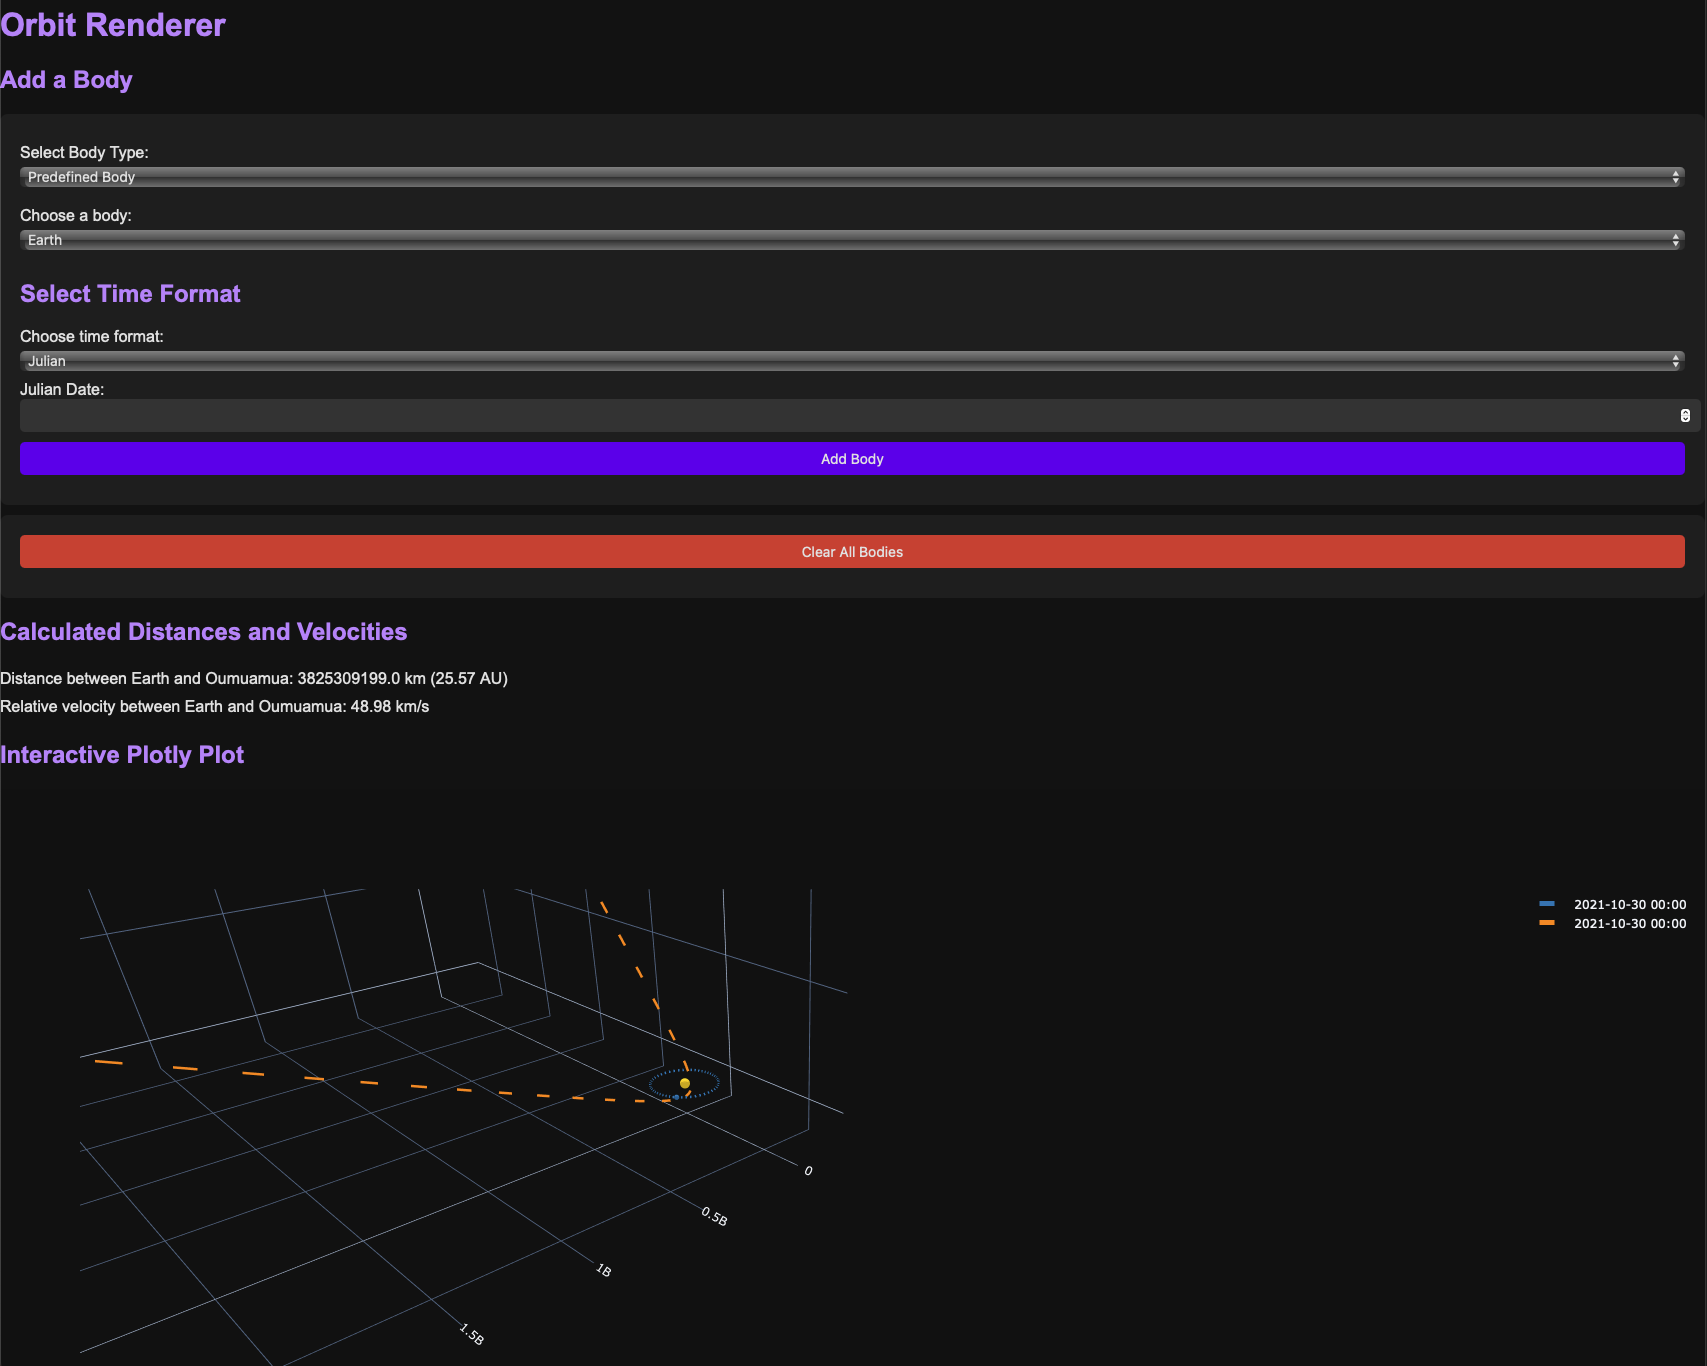 Orbit Renderer
Add a Body
Select Body Type:
Predefined Body
Choose a body:
Earth
Select Time Format
Choose time format:
Julian
Julian Date:
Add Body
Clear All Bodies
Calculated Distances and Velocities
Distance between Earth and Oumuamua: 3825309199.0 km (25.57 AU)
Relative velocity between Earth and Oumuamua: 48.98 km/s
Interactive Plotly Plot
2021-10-30 00:00
2021-10-30 00:00
0
0.5B
1B
1.5B